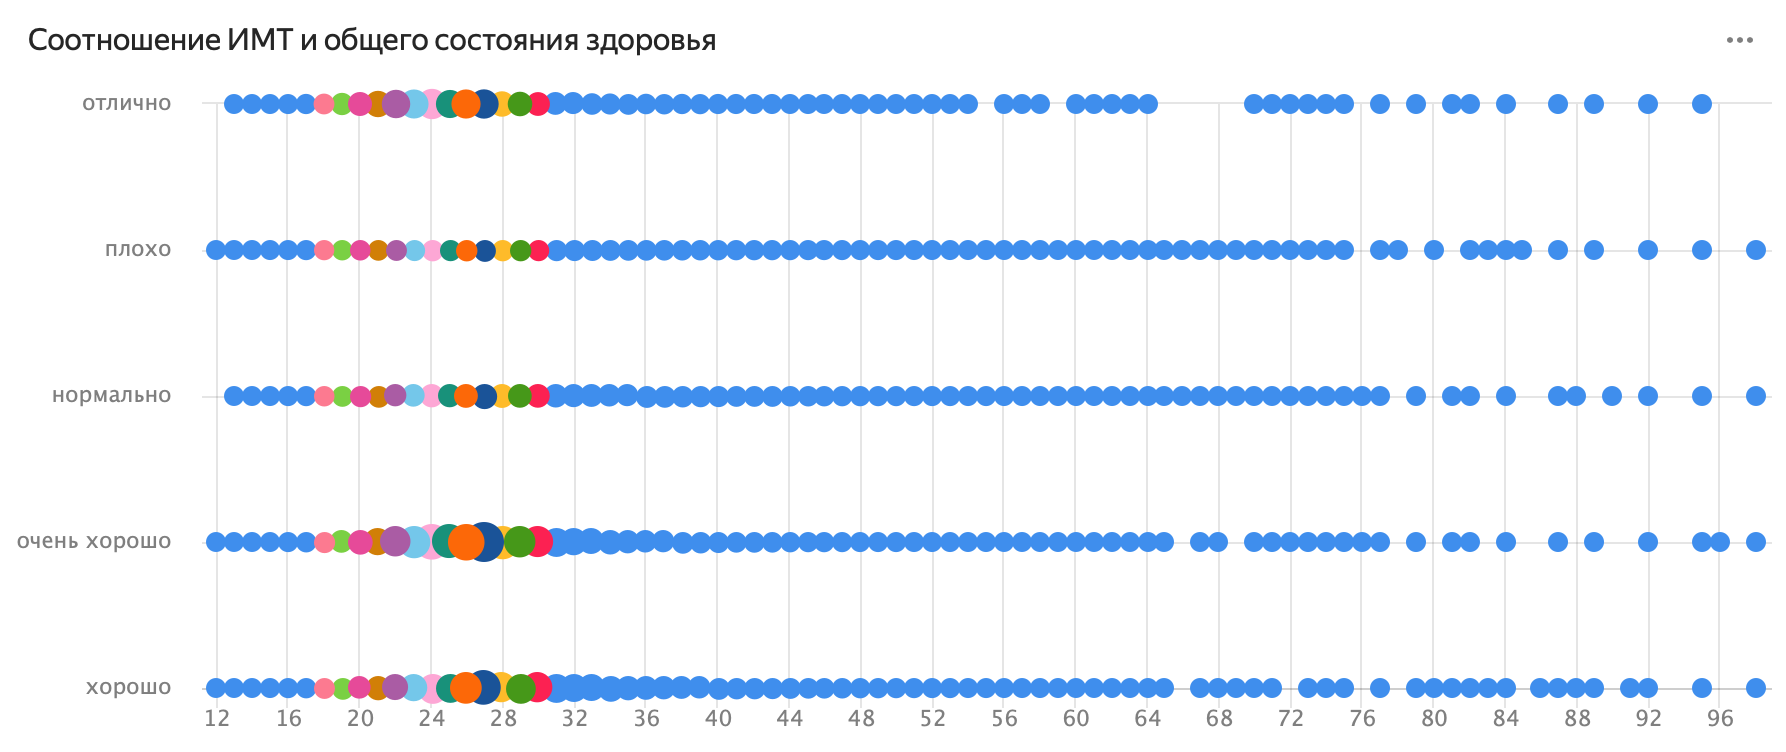 Соотношение ИМТ и общего состояния здоровья
отлично
плохо
нормально
очень хорошо
хорошо
12 16 20 24 28 32 36 40 44 48 52 56 60 64 68 72 76 80 84 88 92 96